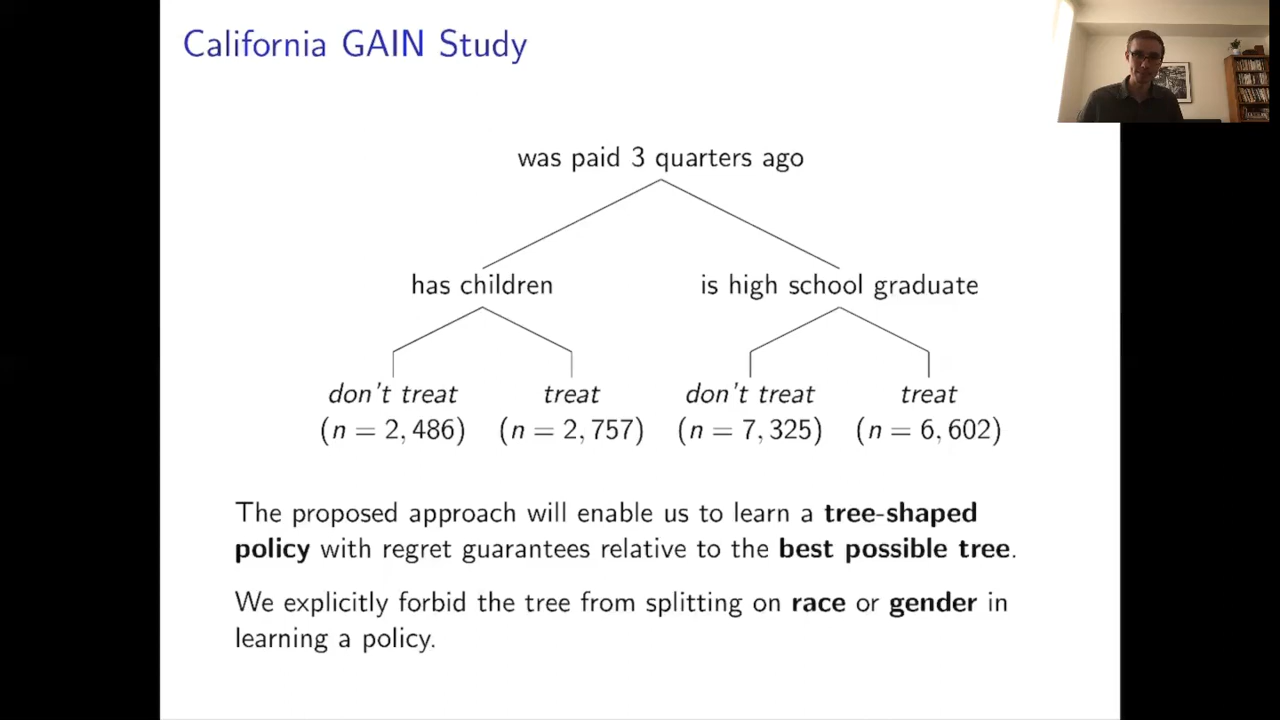 California GAIN Study
was paid 3 quarters ago
has children
is high school graduate
don't treat
(n = 2, 486)
treat
(n = 2, 757)
don't treat
(n = 7, 325)
treat
(n = 6, 602)
The proposed approach will enable us to learn a tree-shaped
policy with regret guarantees relative to the best possible tree.
We explicitly forbid the tree from splitting on race or gender in
learning a policy.